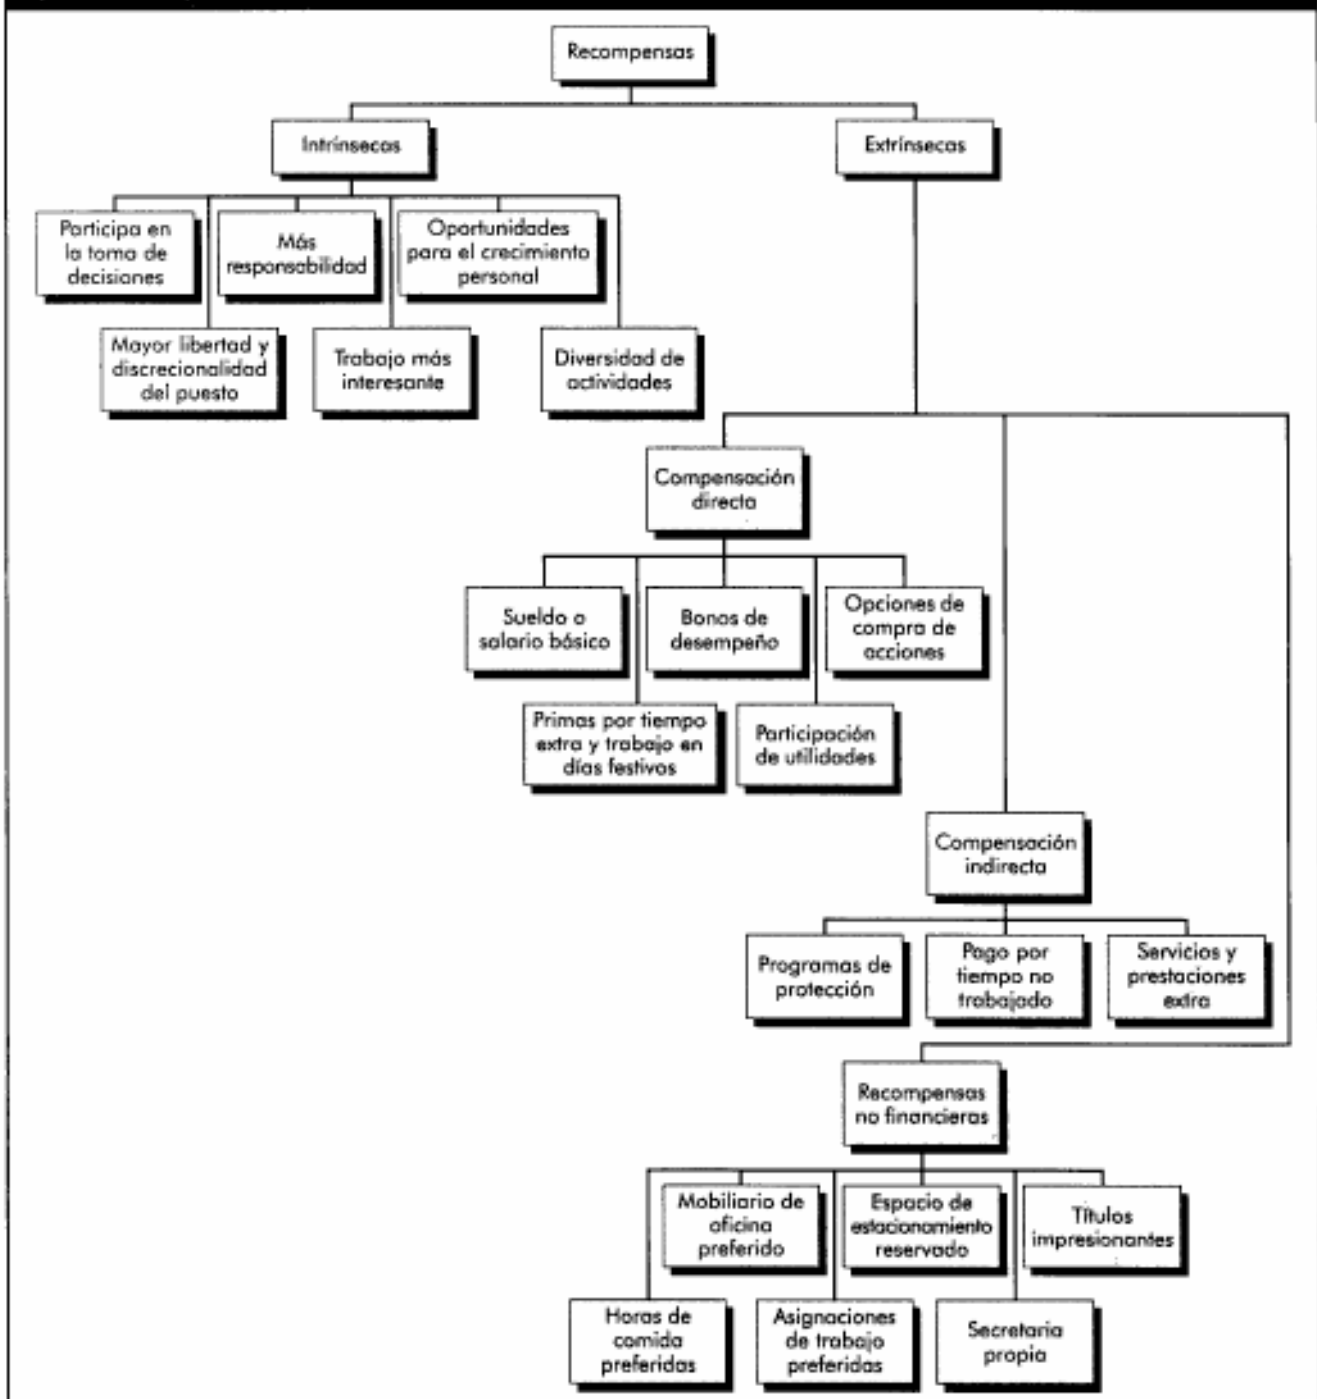 Recompensas
Intrínsecas
Extrínsecas
Participa en
la toma de
decisiones
Más
responsabilidad
Oportunidades
para el crecimiento
personal
Mayor libertad y
discrecionalidad
del puesto
Trabajo más
interesante
Diversidad de
actividades
Compensación
directa
Sueldo o
salario básico
Bonos de
desempeño
Opciones de
compra de
acciones
Primas por tiempo
extra y trabajo en
días festivos
Participación
de utilidades
Compensación
indirecta
Programas de
protección
Pago por
tiempo no
trabajado
Servicios y
prestaciones
extra
Recompensas
no financieras
Mobiliario de
oficina
preferido
Espacio de
estacionamiento
reservado
Títulos
impresionantes
Horas de
comida
preferidas
Asignaciones
de trabajo
preferidas
Secretaria
propia